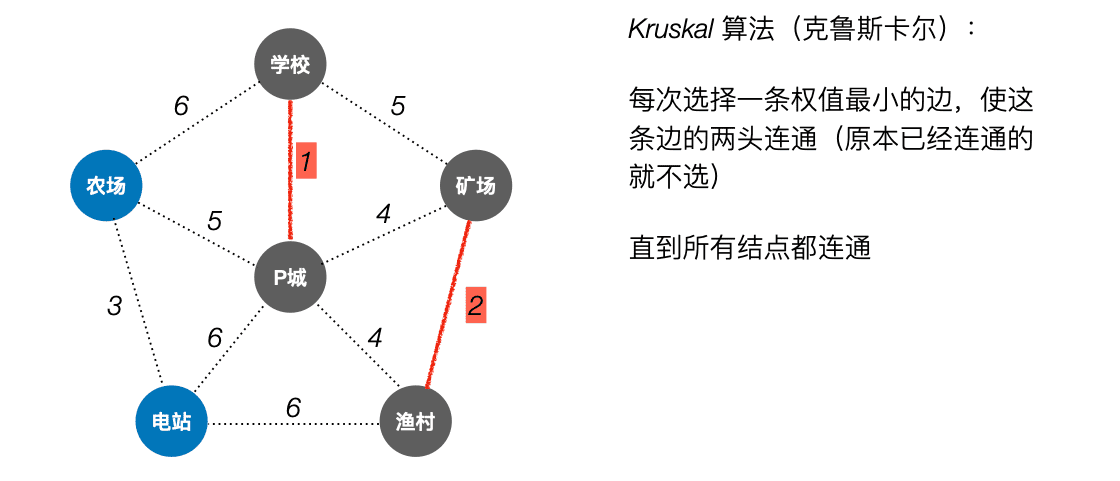 学校
6
5
1
农场
矿场
5
4
P城
3
2
6
4
6
电站
渔村
Kruskal 算法（克鲁斯卡尔）：
每次选择一条权值最小的边，使这
条边的两头连通（原本已经连通的
就不选）
直到所有结点都连通